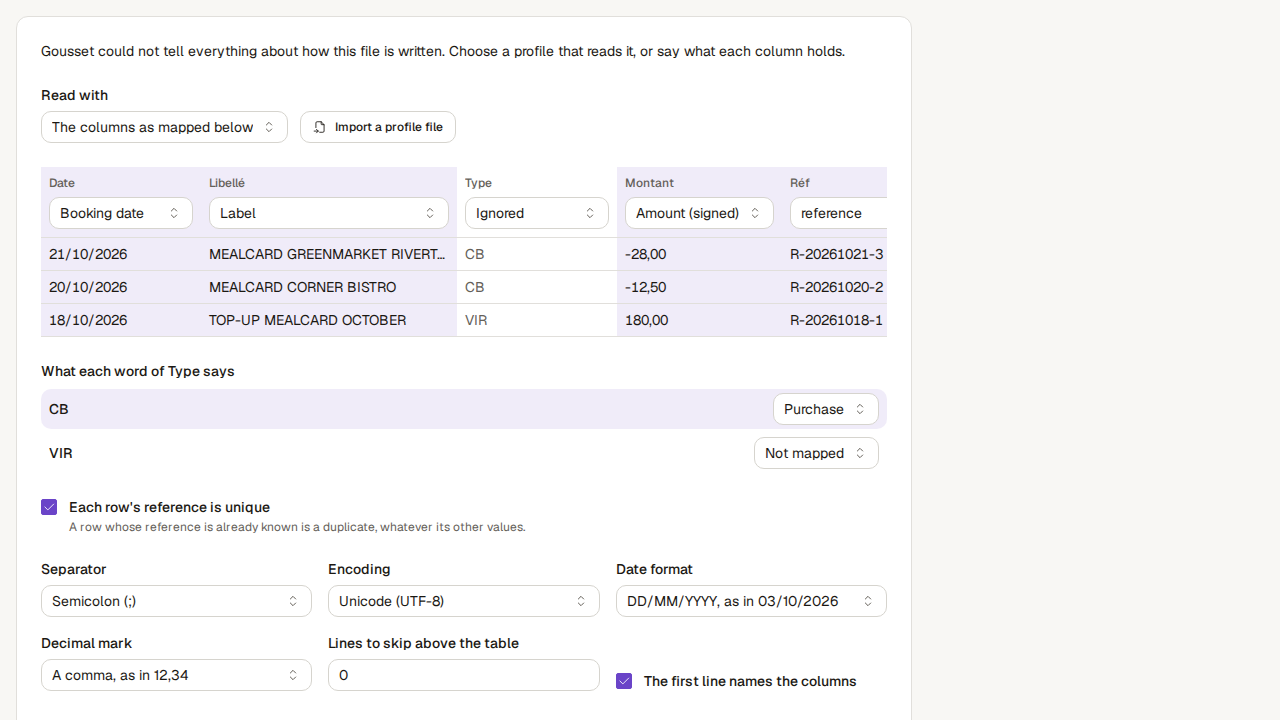 Gousset could not tell everything about how this file is written. Choose a profile that reads it, or say what each column holds.
Read with
The columns as mapped below
Import a profile file
Date Libellé Type Montant Réf
Booking date Label Ignored Amount (signed) reference
21/10/2026 MEALCARD GREENMARKET RIVERT… CB -28,00 R-20261021-3
20/10/2026 MEALCARD CORNER BISTRO CB -12,50 R-20261020-2
18/10/2026 TOP-UP MEALCARD OCTOBER VIR 180,00 R-20261018-1
What each word of Type says
CB Purchase
VIR Not mapped
Each row's reference is unique
A row whose reference is already known is a duplicate, whatever its other values.
Separator Encoding Date format
Semicolon (;) Unicode (UTF-8) DD/MM/YYYY, as in 03/10/2026
Decimal mark Lines to skip above the table
A comma, as in 12,34 0 The first line names the columns